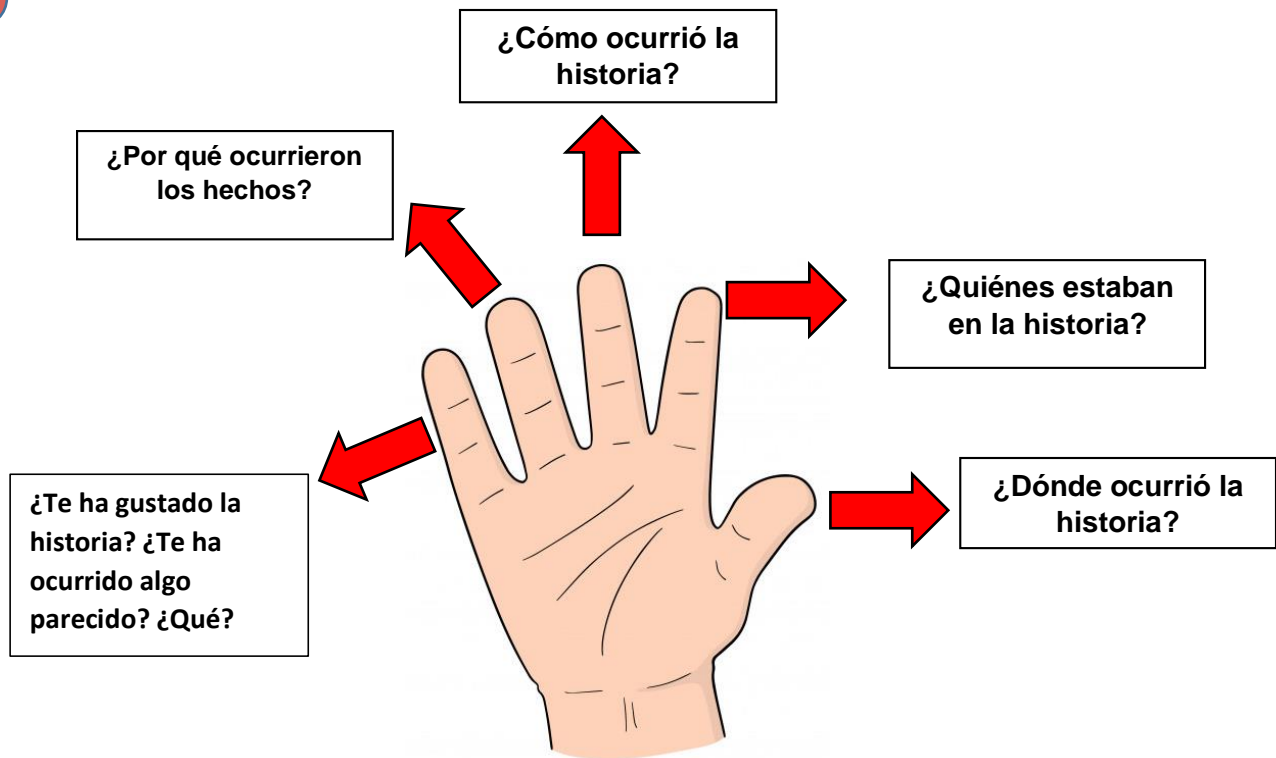 ¿Cómo ocurrió la
historia?
¿Por qué ocurrieron
los hechos?
¿Quiénes estaban
en la historia?
¿Te ha gustado la
historia? ¿Te ha
ocurrido algo
parecido? ¿Qué?
¿Dónde ocurrió la
historia?